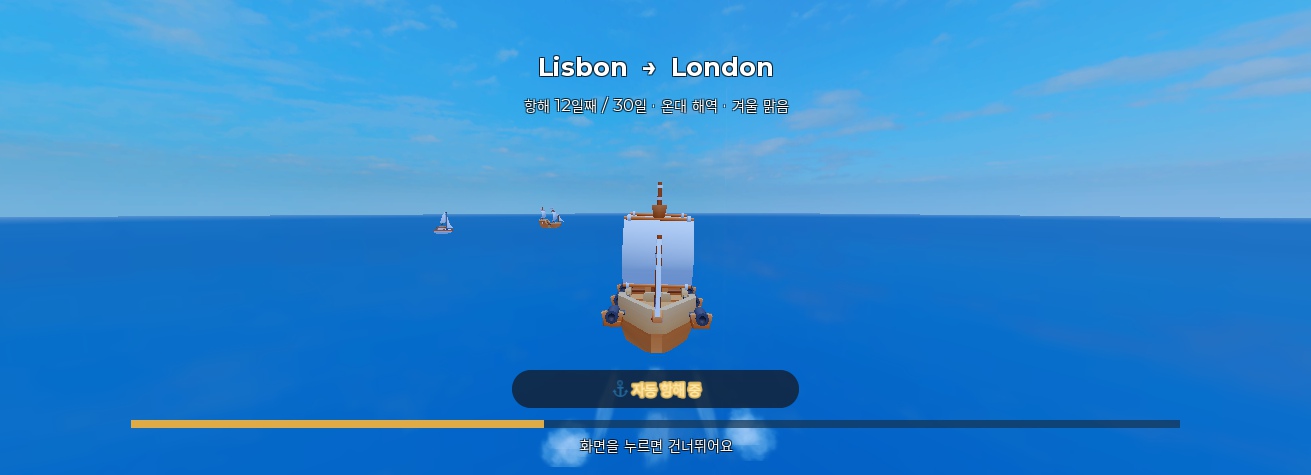 Lisbon → London
항해 12일째 / 30일 · 온대 해역 · 겨울 맑음
⚓ 자동 항해 중
화면을 누르면 건너뛰어요